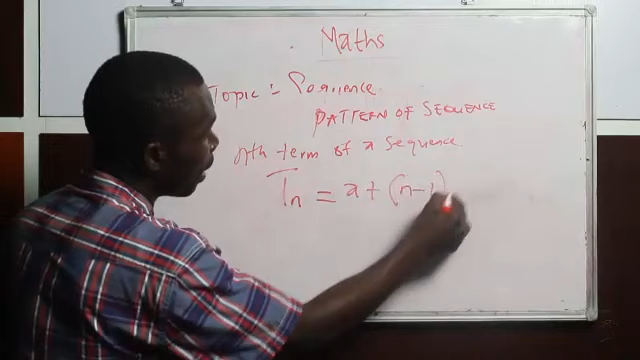 Maths
Topic :- Sequence
PATTERN OF SEQUENCE
nth term of a sequence.
Tn = a + (n-1)